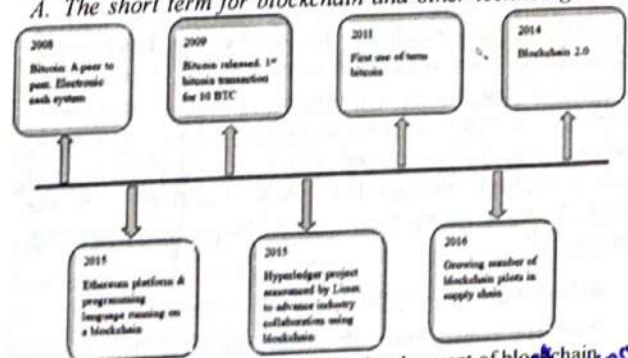 A. The short term for blockchain and other
2008
Bitcoin: A peer to
peer. Electronic
cash system
2009
Bitcoin released. 1st
bitcoin transaction
for 10 BTC
2011
First use of term
bitcoin
2014
Blockchain 2.0
2015
Ethereum platform &
programming
language running on
a blockchain
2015
Hyperledger project
announced by Linux
to advance industry
collaboration using
blockchain
2016
Growing number of
blockchain pilots in
supply chain
of blockchain